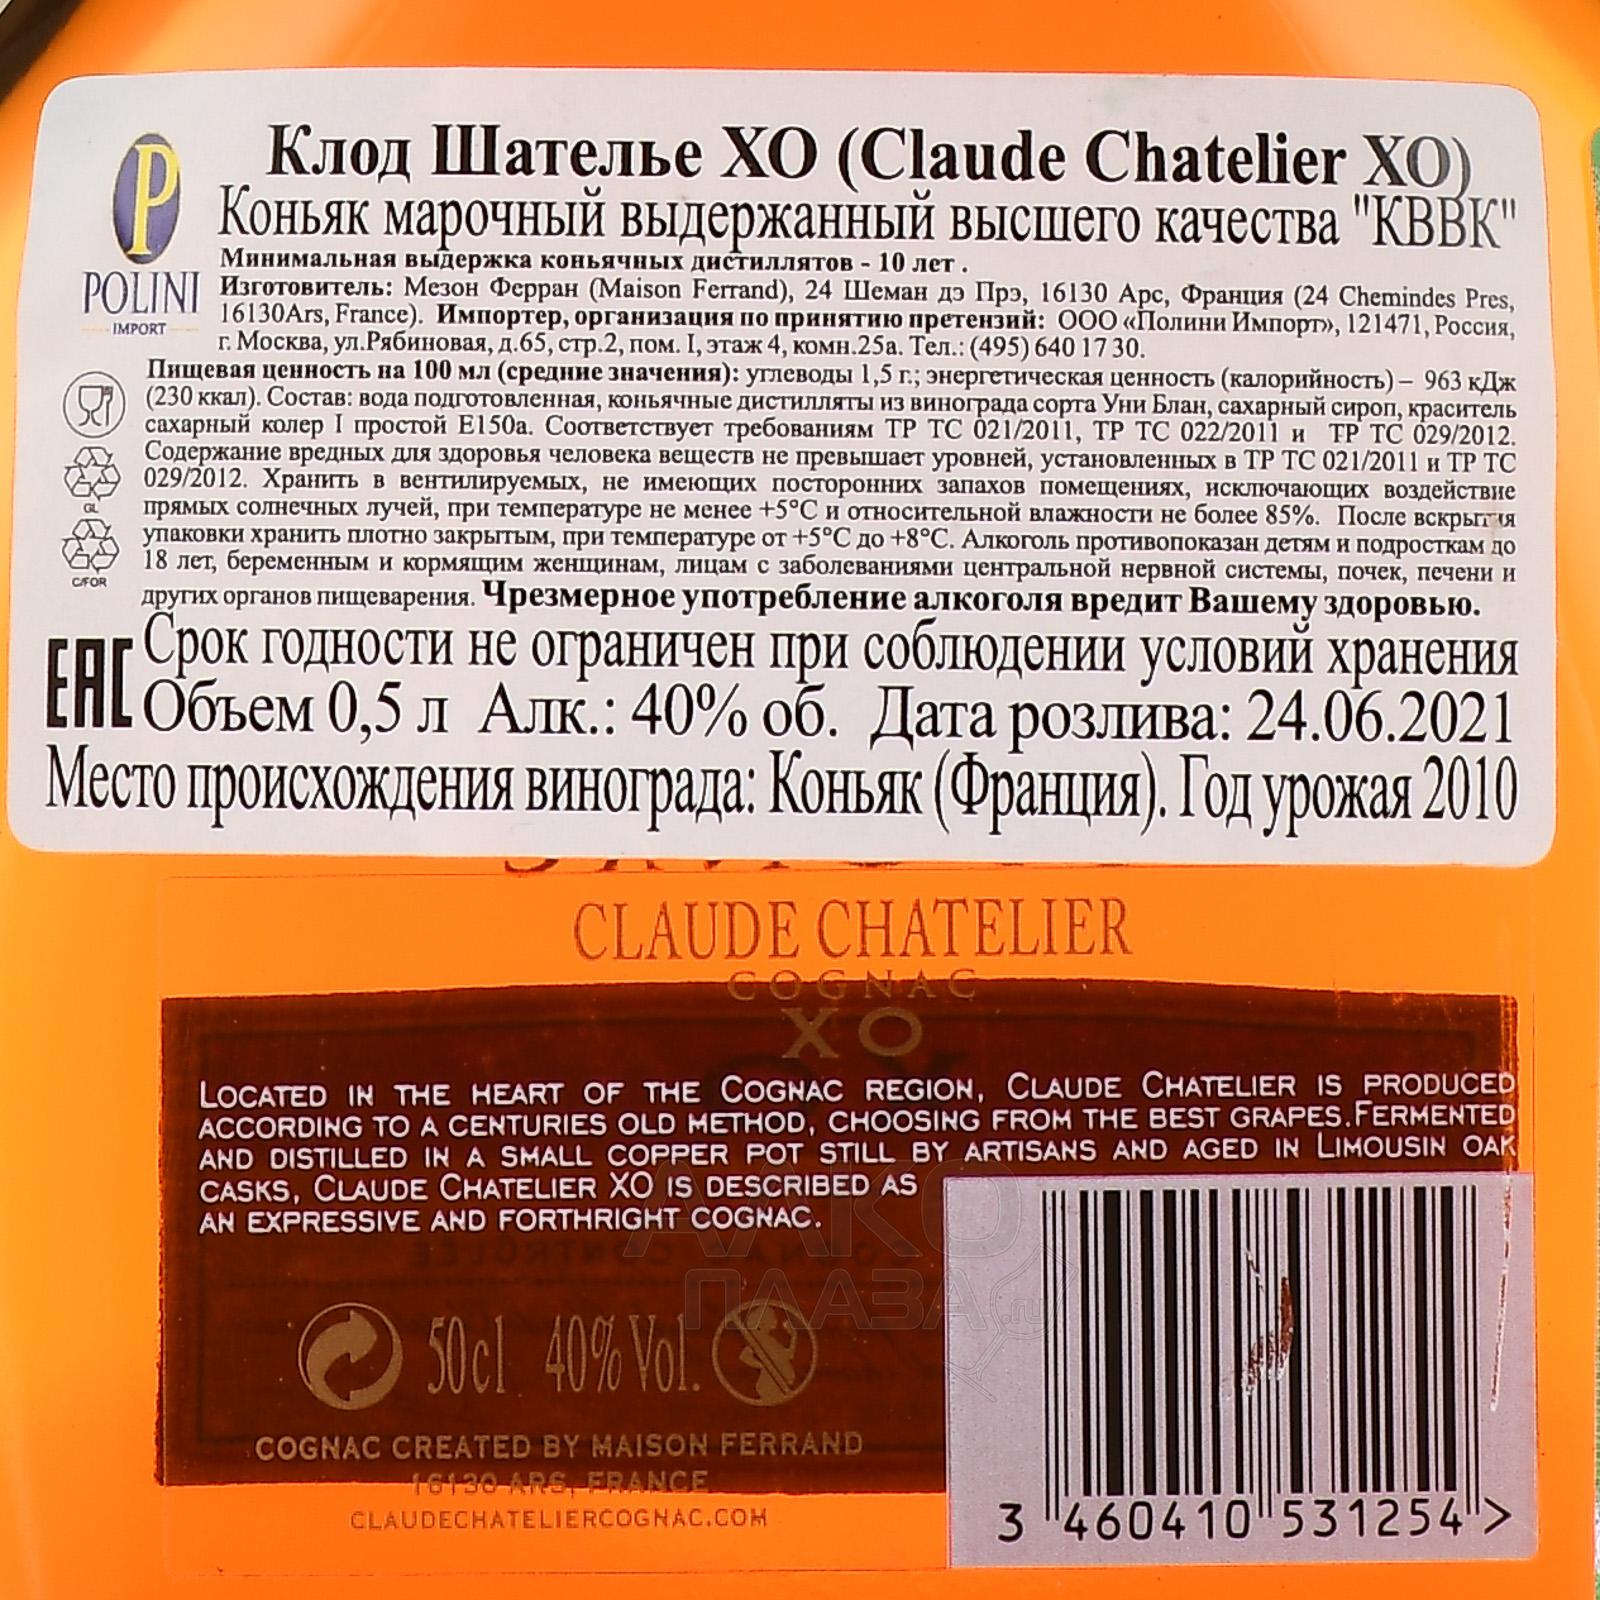 Клод Шателье ХО (Claude Chatelier XO)
Коньяк марочный выдержанный высшего качества "КВВК"
Минимальная выдержка коньячных дистиллятов - 10 лет .
P
POLINI
IMPORT
Изготовитель: Мезон Ферран (Maison Ferrand), 24 Шеман дэ Прэ, 16130 Арс, Франция (24 Chemindes Pres,
16130Ars, France). Импортер, организация по принятию претензий: ООО «Полини Импорт», 121471, Россия,
г. Москва, ул.Рябиновая, д.65, стр.2, пом. I, этаж 4, комн.25а. Тел.: (495) 640 17 30.
Пищевая ценность на 100 мл (средние значения): углеводы 1,5 г.; энергетическая ценность (калорийность) – 963 кДж
(230 ккал). Состав: вода подготовленная, коньячные дистилляты из винограда сорта Уни Блан, сахарный сироп, краситель
сахарный колер I простой Е150а. Соответствует требованиям ТР ТС 021/2011, ТР ТС 022/2011 и ТР ТС 029/2012.
Содержание вредных для здоровья человека веществ не превышает уровней, установленных в ТР ТС 021/2011 и ТР ТС
029/2012. Хранить в вентилируемых, не имеющих посторонних запахов помещениях, исключающих воздействие
прямых солнечных лучей, при температуре не менее +5°С и относительной влажности не более 85%. После вскрытия
упаковки хранить плотно закрытым, при температуре от +5°С до +8°С. Алкоголь противопоказан детям и подросткам до
18 лет, беременным и кормящим женщинам, лицам с заболеваниями центральной нервной системы, почек, печени и
других органов пищеварения. Чрезмерное употребление алкоголя вредит Вашему здоровью.
GL
C/FOR
EAC
Срок годности не ограничен при соблюдении условий хранения
Объем 0,5 л Алк.: 40% об. Дата розлива: 24.06.2021
Место происхождения винограда: Коньяк (Франция). Год урожая 2010
CLAUDE CHATELIER
COGNAC
XO
LOCATED IN THE HEART OF THE COGNAC REGION, CLAUDE CHATELIER IS PRODUCED
ACCORDING TO A CENTURIES OLD METHOD, CHOOSING FROM THE BEST GRAPES.FERMENTED
AND DISTILLED IN A SMALL COPPER POT STILL BY ARTISANS AND AGED IN LIMOUSIN OAK
CASKS, CLAUDE CHATELIER XO IS DESCRIBED AS
AN EXPRESSIVE AND FORTHRIGHT COGNAC.
АЛКО
ПЛАЗА.ru
50cl 40% Vol.
COGNAC CREATED BY MAISON FERRAND
16130 ARS, FRANCE
CLAUDECHATELIERCOGNAC.COM
3 460410 531254 >